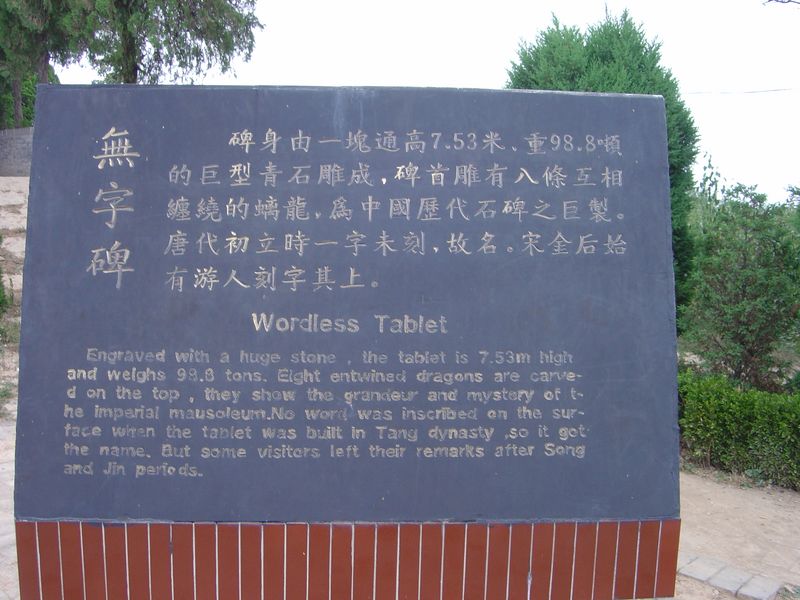 無字碑
碑身由一塊通高7.53米、重98.8噸
的巨型青石雕成，碑首雕有八條互相
纏繞的螭龍，爲中國歷代石碑之巨製。
唐代初立時一字未刻，故名。宋金后始
有游人刻字其上。
Wordless Tablet
Engraved with a huge stone , the tablet is 7.53m high
and weighs 98.8 tons. Eight entwined dragons are carve-
d on the top , they show the grandeur and mystery of t-
he imperial mausoleum.No word was inscribed on the sur-
face when the tablet was built in Tang dynasty ,so it got
the name. But some visitors left their remarks after Song
and Jin periods.